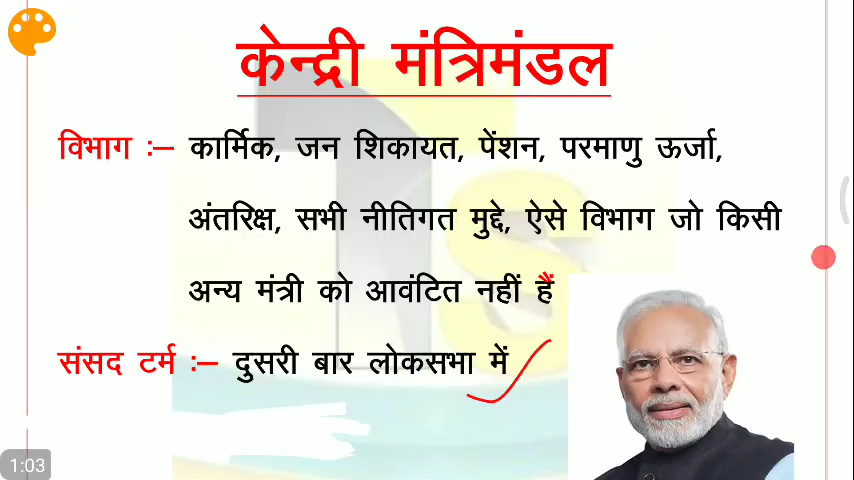 केन्द्री मंत्रिमंडल
विभाग :– कार्मिक, जन शिकायत, पेंशन, परमाणु ऊर्जा,
अंतरिक्ष, सभी नीतिगत मुद्दे, ऐसे विभाग जो किसी
अन्य मंत्री को आवंटित नहीं हैं
संसद टर्म :– दुसरी बार लोकसभा में
1:03